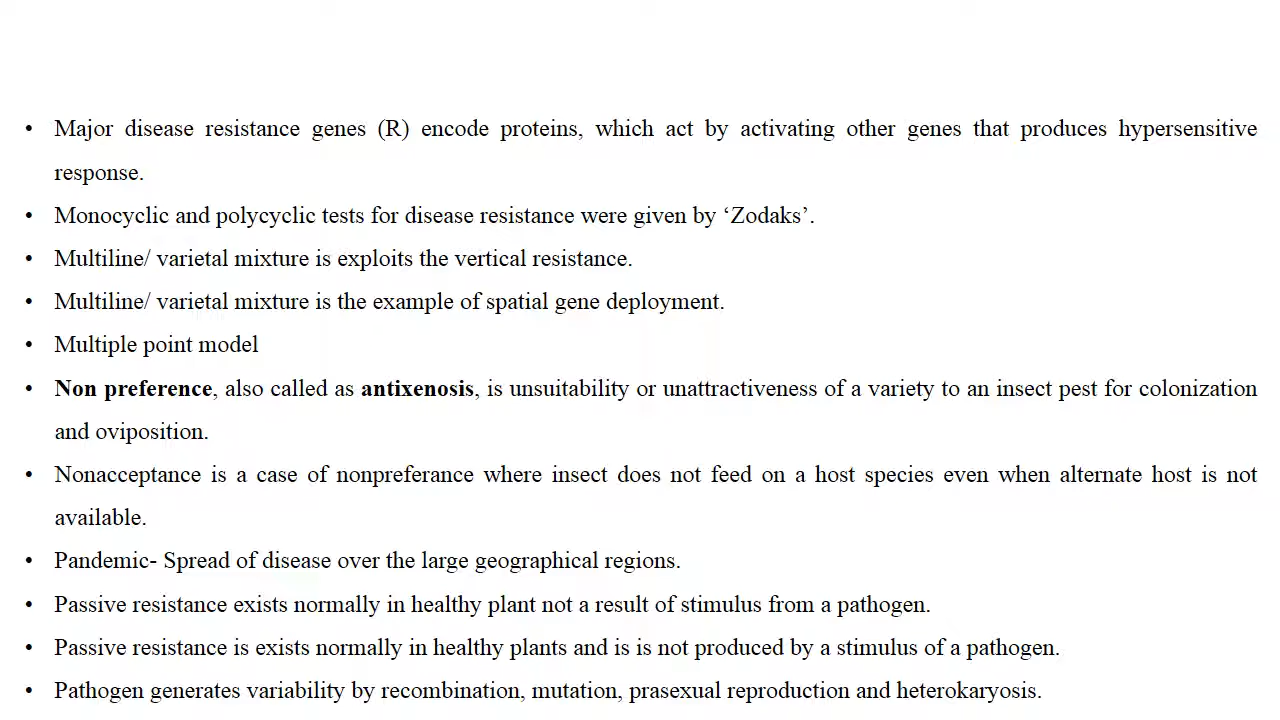 • Major disease resistance genes (R) encode proteins, which act by activating other genes that produces hypersensitive
response.
• Monocyclic and polycyclic tests for disease resistance were given by ‘Zodaks’.
• Multiline/ varietal mixture is exploits the vertical resistance.
• Multiline/ varietal mixture is the example of spatial gene deployment.
• Multiple point model
• Non preference, also called as antixenosis, is unsuitability or unattractiveness of a variety to an insect pest for colonization
and oviposition.
• Nonacceptance is a case of nonpreferance where insect does not feed on a host species even when alternate host is not
available.
• Pandemic- Spread of disease over the large geographical regions.
• Passive resistance exists normally in healthy plant not a result of stimulus from a pathogen.
• Passive resistance is exists normally in healthy plants and is is not produced by a stimulus of a pathogen.
• Pathogen generates variability by recombination, mutation, prasexual reproduction and heterokaryosis.